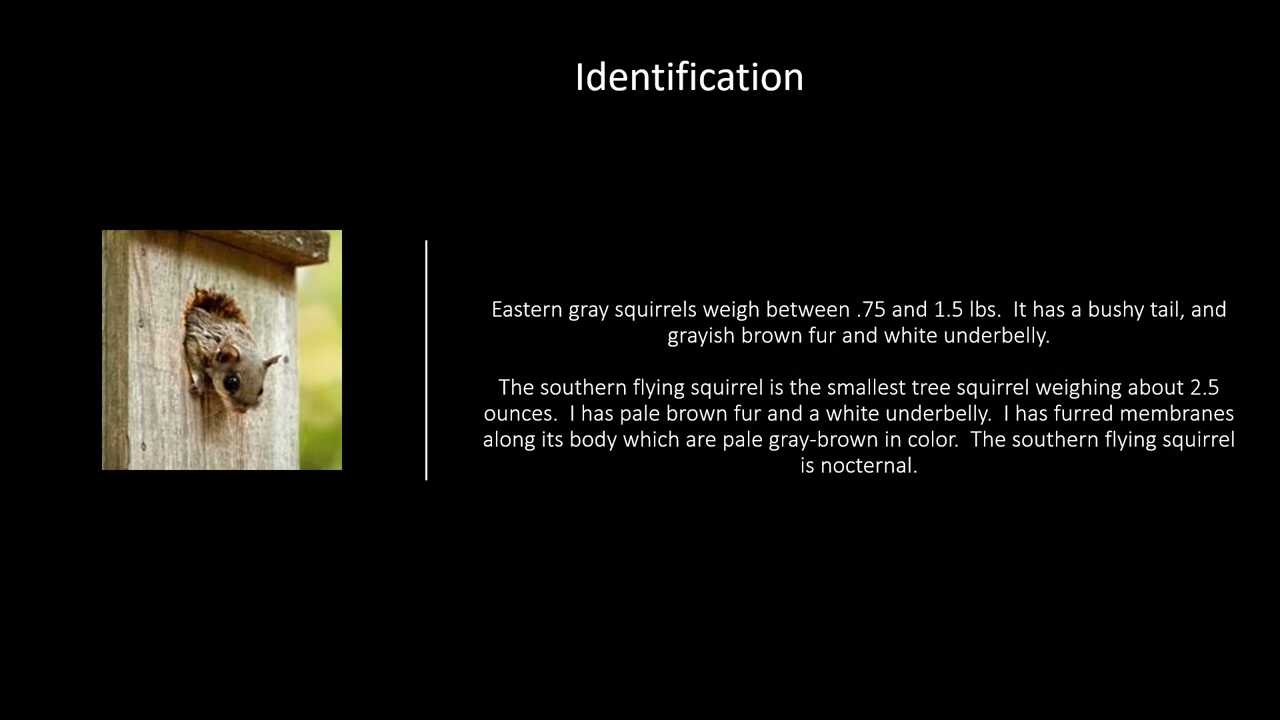 Identification
Eastern gray squirrels weigh between .75 and 1.5 lbs.  It has a bushy tail, and
grayish brown fur and white underbelly.
The southern flying squirrel is the smallest tree squirrel weighing about 2.5
ounces.  I has pale brown fur and a white underbelly.  I has furred membranes
along its body which are pale gray-brown in color.  The southern flying squirrel
is nocternal.